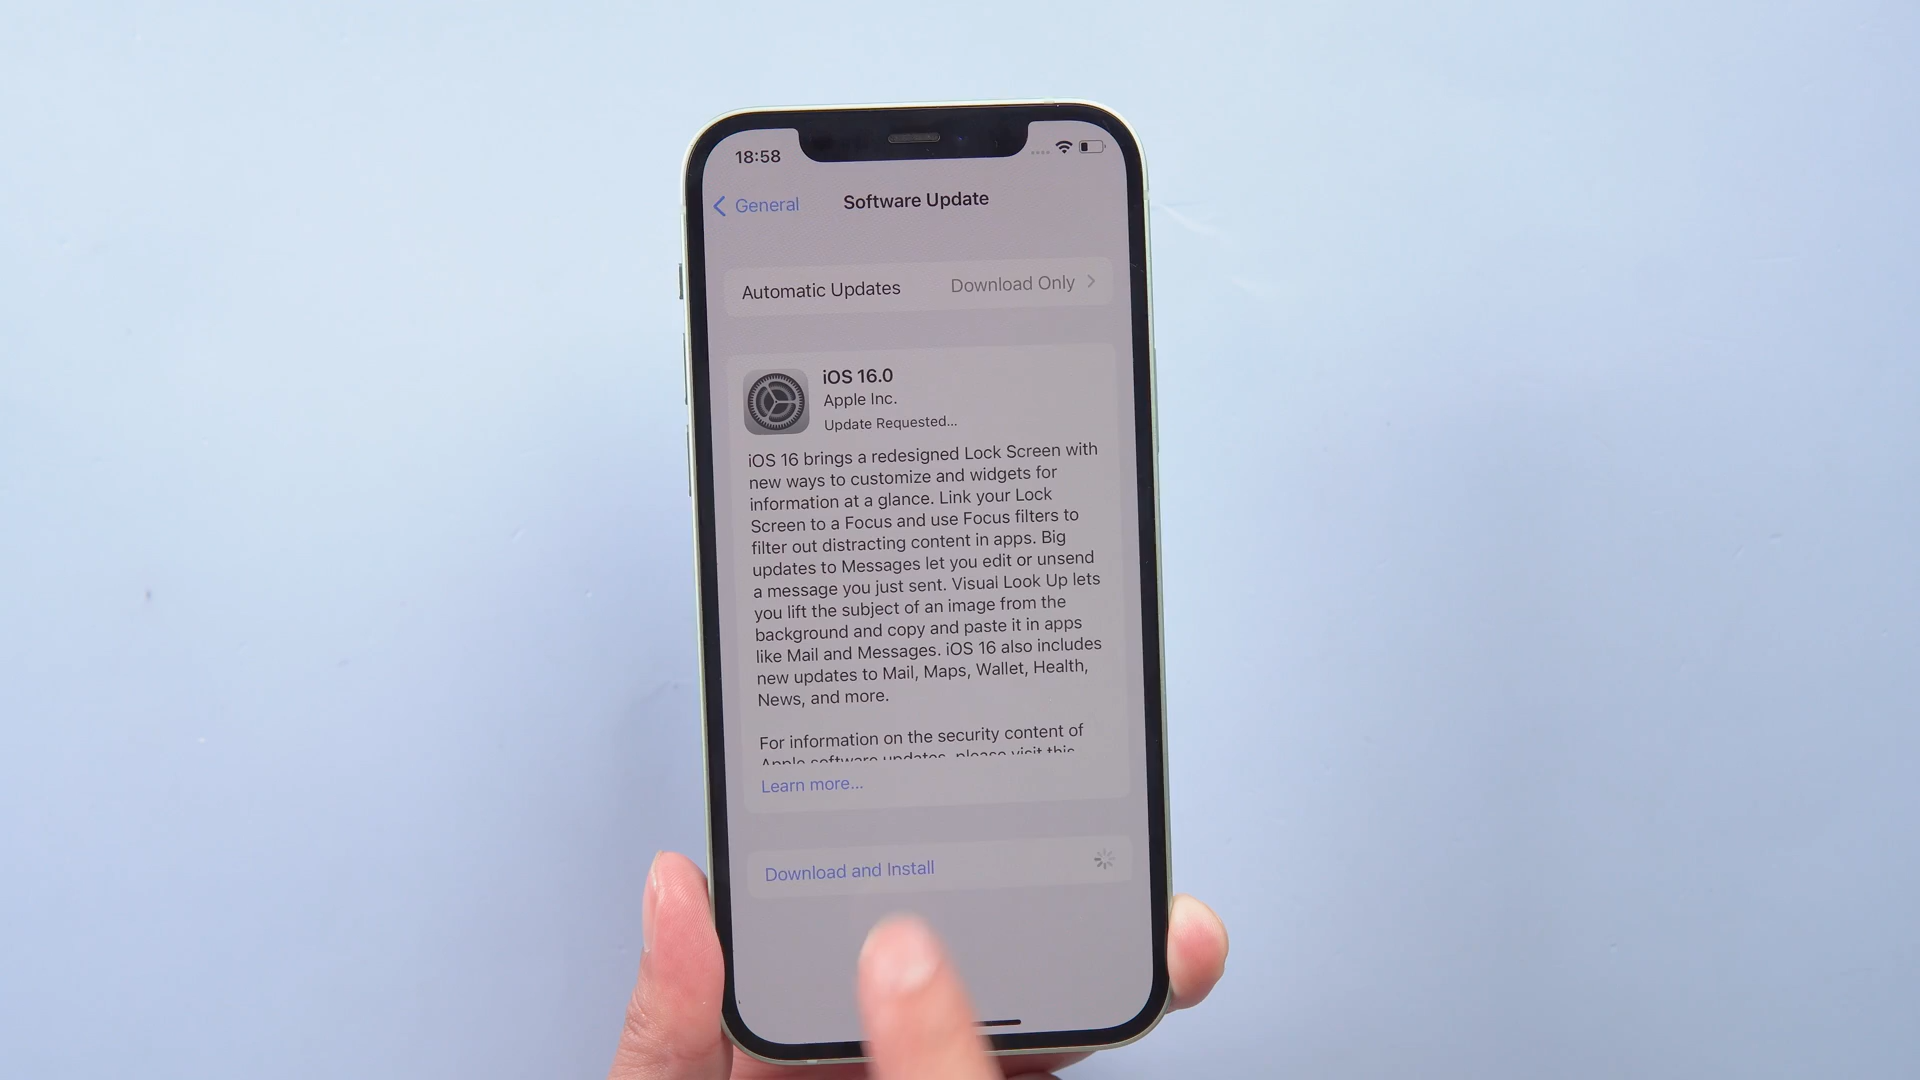 18:58
General
Software Update
Automatic Updates Download Only
iOS 16.0
Apple Inc.
Update Requested...
iOS 16 brings a redesigned Lock Screen with
new ways to customize and widgets for
information at a glance. Link your Lock
Screen to a Focus and use Focus filters to
filter out distracting content in apps. Big
updates to Messages let you edit or unsend
a message you just sent. Visual Look Up lets
you lift the subject of an image from the
background and copy and paste it in apps
like Mail and Messages. iOS 16 also includes
new updates to Mail, Maps, Wallet, Health,
News, and more.
For information on the security content of
Apple software updates, please visit this
Learn more...
Download and Install